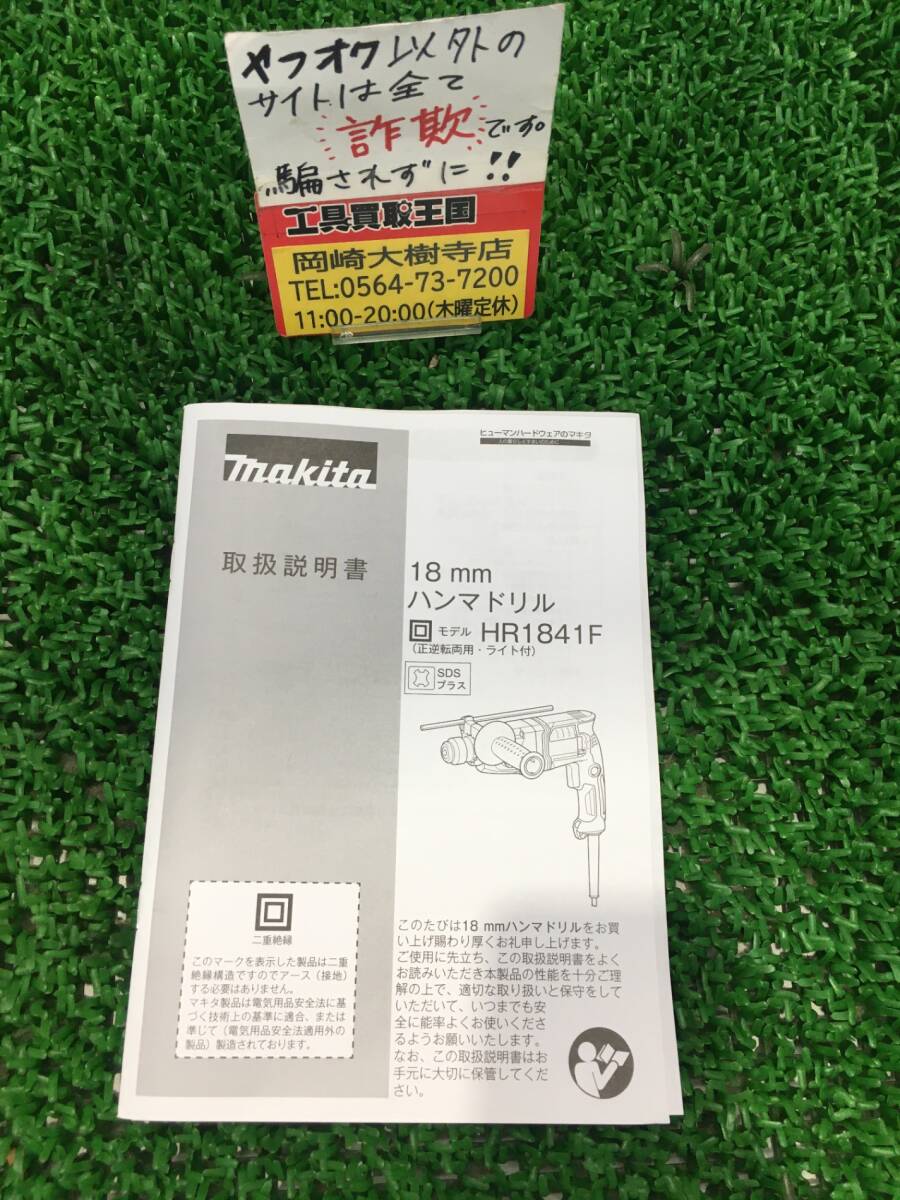 ヤフオク以外の
サイトは全て
詐欺です。
騙されずに!!
工具買取王国
岡崎大樹寺店
TEL:0564-73-7200
11:00-20:00(木曜定休)
ヒューマンハードウェアのマキタ
人の暮らしとすまいのために
makita
取扱説明書
18 mm
ハンマドリル
モデル HR1841F
(正逆転両用・ライト付)
SDS
プラス
二重絶縁
このマークを表示した製品は二重
絶縁構造ですのでアース(接地)
する必要はありません。
マキタ製品は電気用品安全法に基
づく技術上の基準に適合、または
準じて(電気用品安全法適用外の
製品)製造されております。
このたびは18 mmハンマドリルをお買
い上げ賜わり厚くお礼申し上げます。
ご使用に先立ち、この取扱説明書をよく
お読みいただき本製品の性能を十分ご理
解の上で、適切な取り扱いと保守をして
いただいて、いつまでも安
全に能率よくお使いくださ
るようお願いいたします。
なお、この取扱説明書はお
手元に大切に保管してくだ
さい。